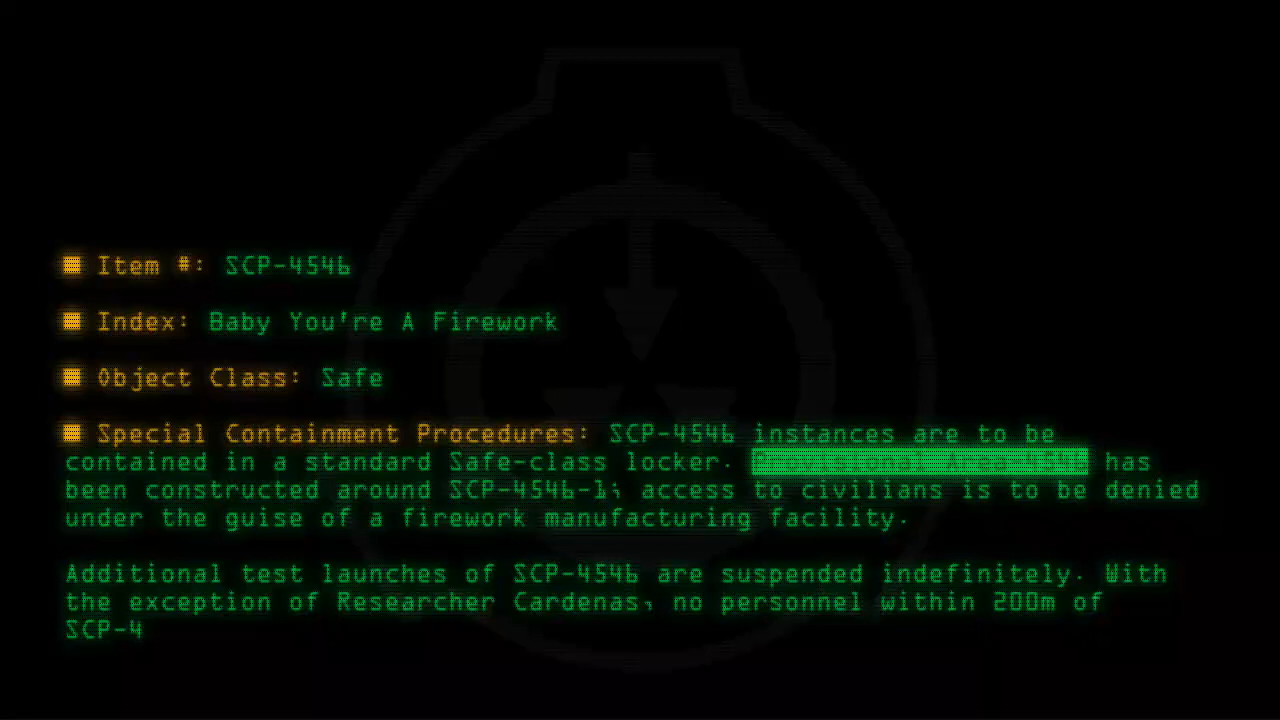 ■ Item #: SCP-4546
■ Index: Baby You're A Firework
■ Object Class: Safe
■ Special Containment Procedures: SCP-4546 instances are to be
contained in a standard Safe-class locker. Provisional Area-4546 has
been constructed around SCP-4546-1; access to civilians is to be denied
under the guise of a firework manufacturing facility.
Additional test launches of SCP-4546 are suspended indefinitely. With
the exception of Researcher Cardenas, no personnel within 200m of
SCP-4